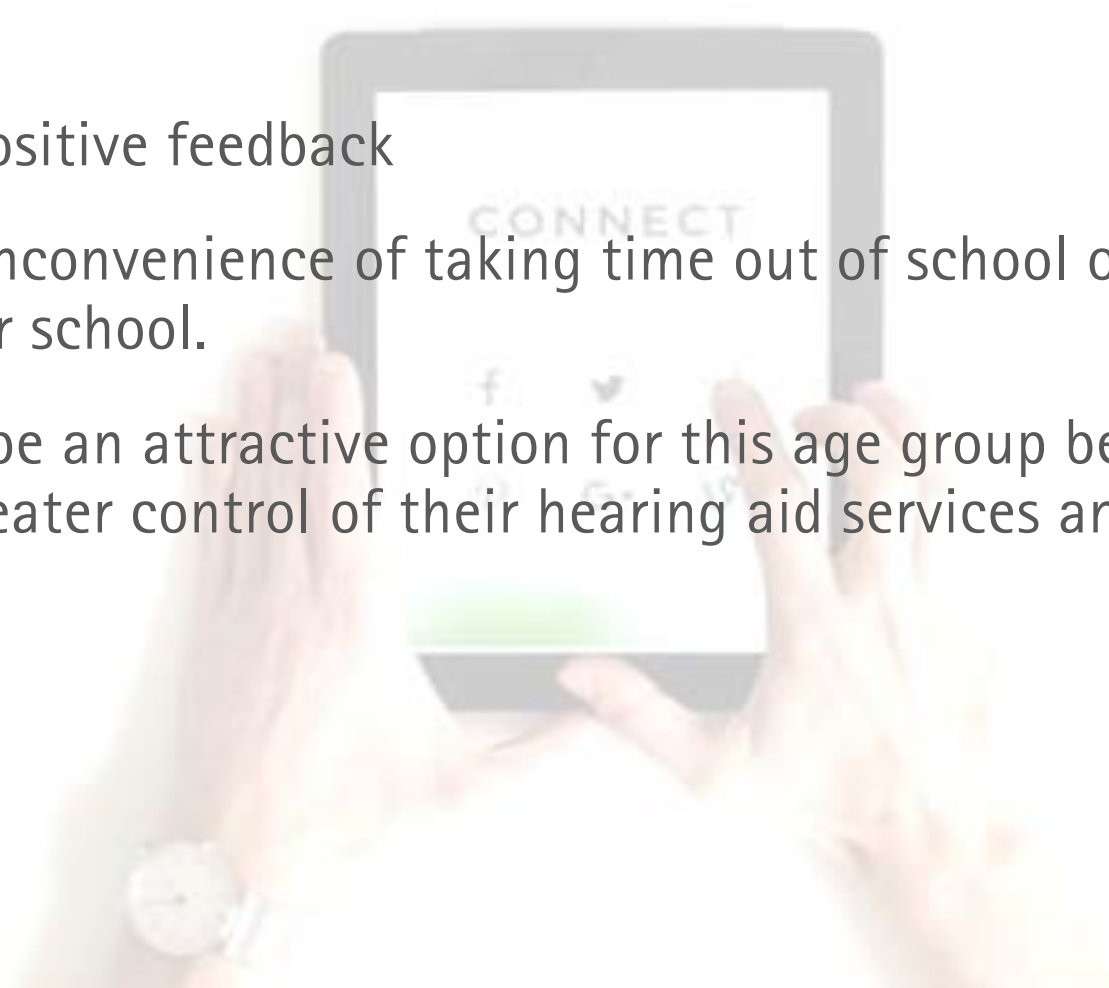 ositive feedback
CONNECT
nconvenience of taking time out of school o
r school.
be an attractive option for this age group be
eater control of their hearing aid services ar